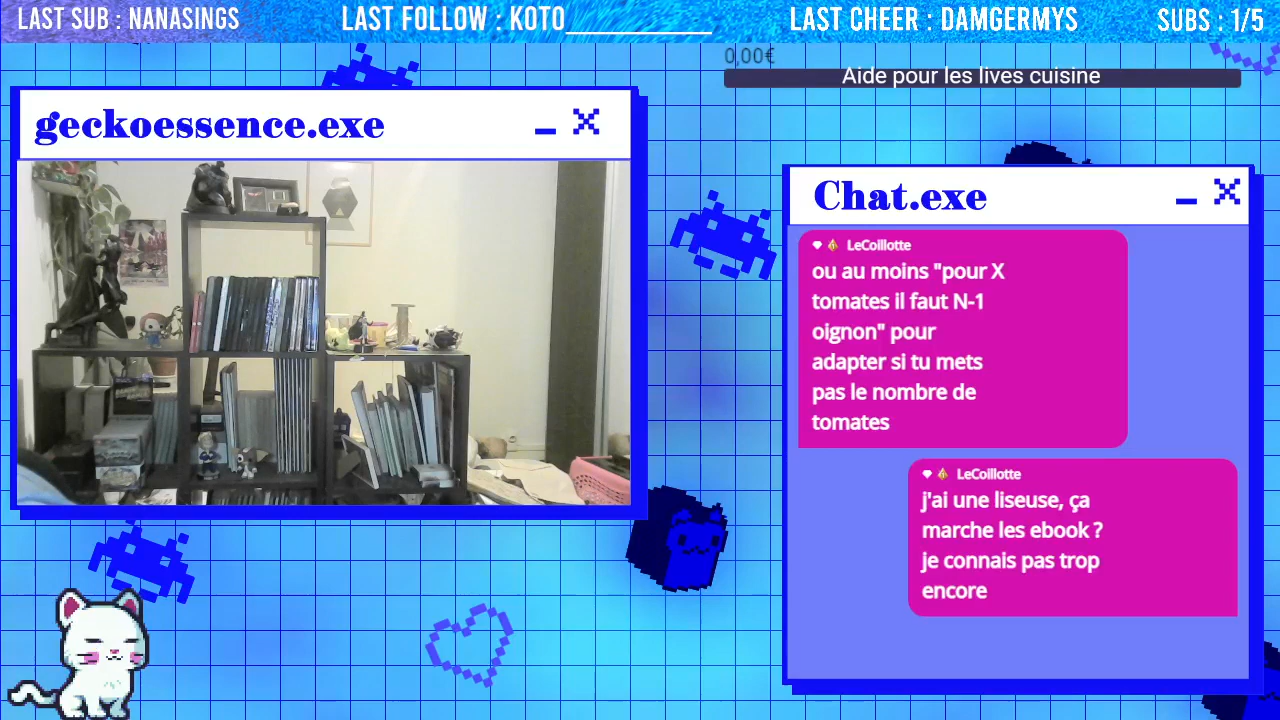 LAST SUB : NANASINGS
LAST FOLLOW : KOTO__________
LAST CHEER : DAMGERMYS
SUBS : 1/5
0,00€
Aide pour les lives cuisine
geckoessence.exe
Chat.exe
LeCoillotte
ou au moins "pour X
tomates il faut N-1
oignon" pour
adapter si tu mets
pas le nombre de
tomates
LeCoillotte
j'ai une liseuse, ça
marche les ebook ?
je connais pas trop
encore